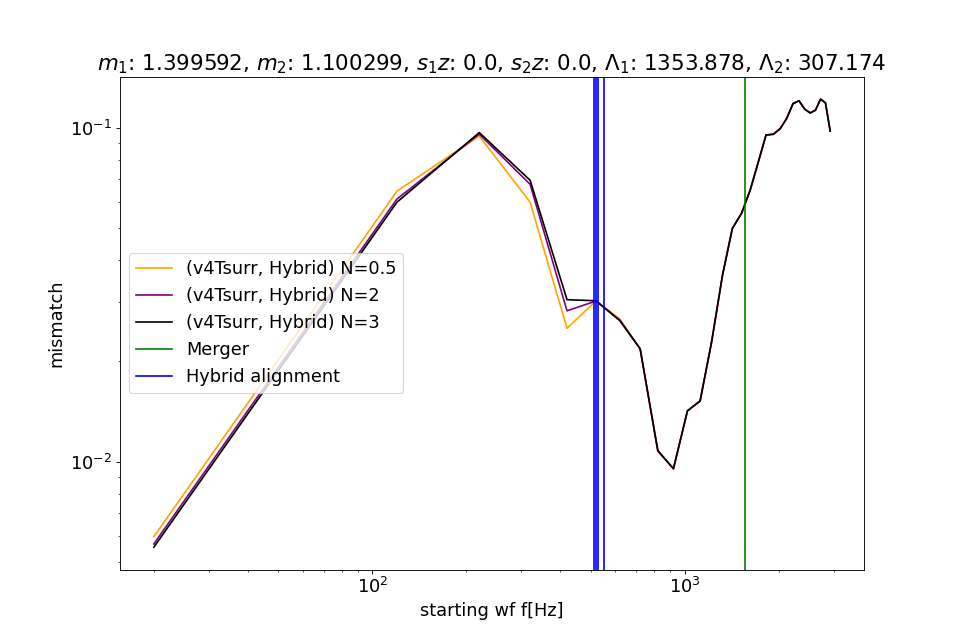 m₁: 1.399592, m₂: 1.100299, s₁z: 0.0, s₂z: 0.0, Λ₁: 1353.878, Λ₂: 307.174
10⁻¹
10⁻²
mismatch
(v4Tsurr, Hybrid) N=0.5
(v4Tsurr, Hybrid) N=2
(v4Tsurr, Hybrid) N=3
Merger
Hybrid alignment
10² 10³
starting wf f[Hz]